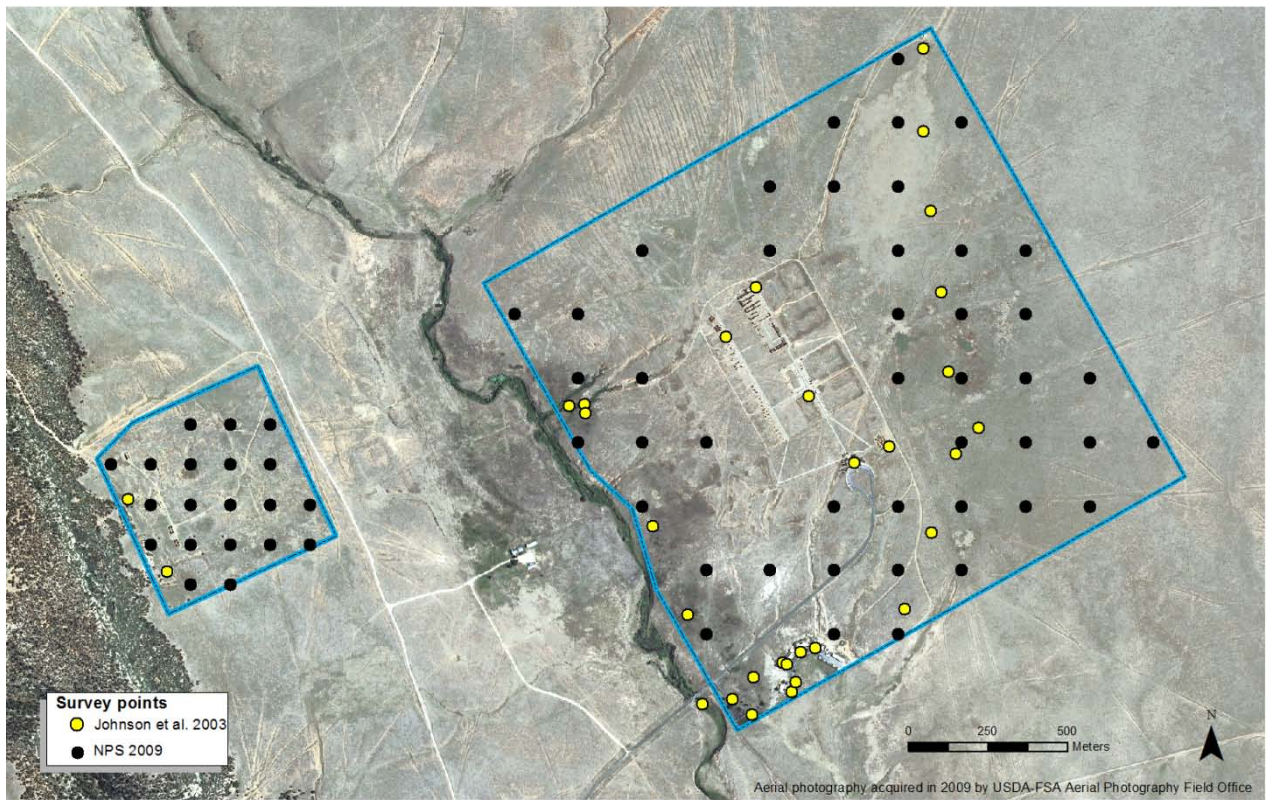 Survey points
Johnson et al. 2003
NPS 2009
N
0 250 500
Meters
Aerial photography acquired in 2009 by USDA-FSA Aerial Photography Field Office